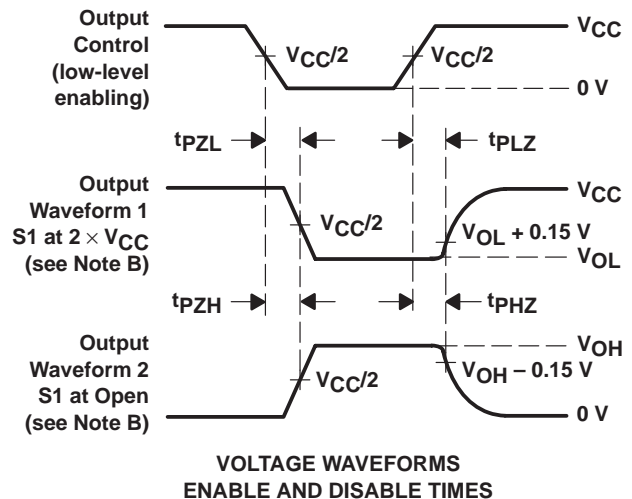 Output
Control
(low-level
enabling)
VCC/2
VCC/2
VCC
0 V
tPZL
tPLZ
Output
Waveform 1
S1 at 2 × VCC
(see Note B)
VCC/2
VCC
VOL + 0.15 V
VOL
tPZH
tPHZ
Output
Waveform 2
S1 at Open
(see Note B)
VCC/2
VOH
VOH – 0.15 V
0 V
VOLTAGE WAVEFORMS
ENABLE AND DISABLE TIMES